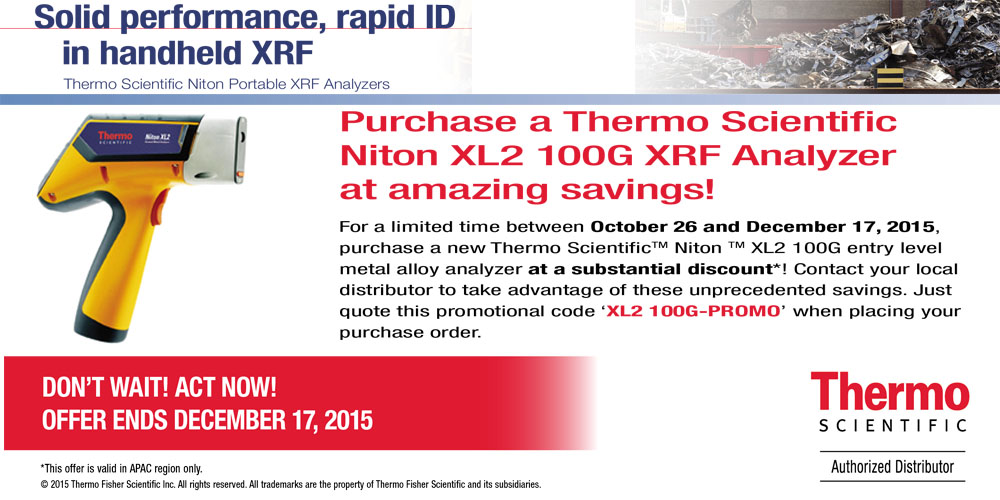 Solid performance, rapid ID
in handheld XRF
Thermo Scientific Niton Portable XRF Analyzers
Thermo
SCIENTIFIC
Niton XL2
Purchase a Thermo Scientific
Niton XL2 100G XRF Analyzer
at amazing savings!
For a limited time between October 26 and December 17, 2015,
purchase a new Thermo Scientific™ Niton ™ XL2 100G entry level
metal alloy analyzer at a substantial discount*! Contact your local
distributor to take advantage of these unprecedented savings. Just
quote this promotional code ‘XL2 100G-PROMO’ when placing your
purchase order.
DON’T WAIT! ACT NOW!
OFFER ENDS DECEMBER 17, 2015
Thermo
SCIENTIFIC
Authorized Distributor
*This offer is valid in APAC region only.
© 2015 Thermo Fisher Scientific Inc. All rights reserved. All trademarks are the property of Thermo Fisher Scientific and its subsidiaries.